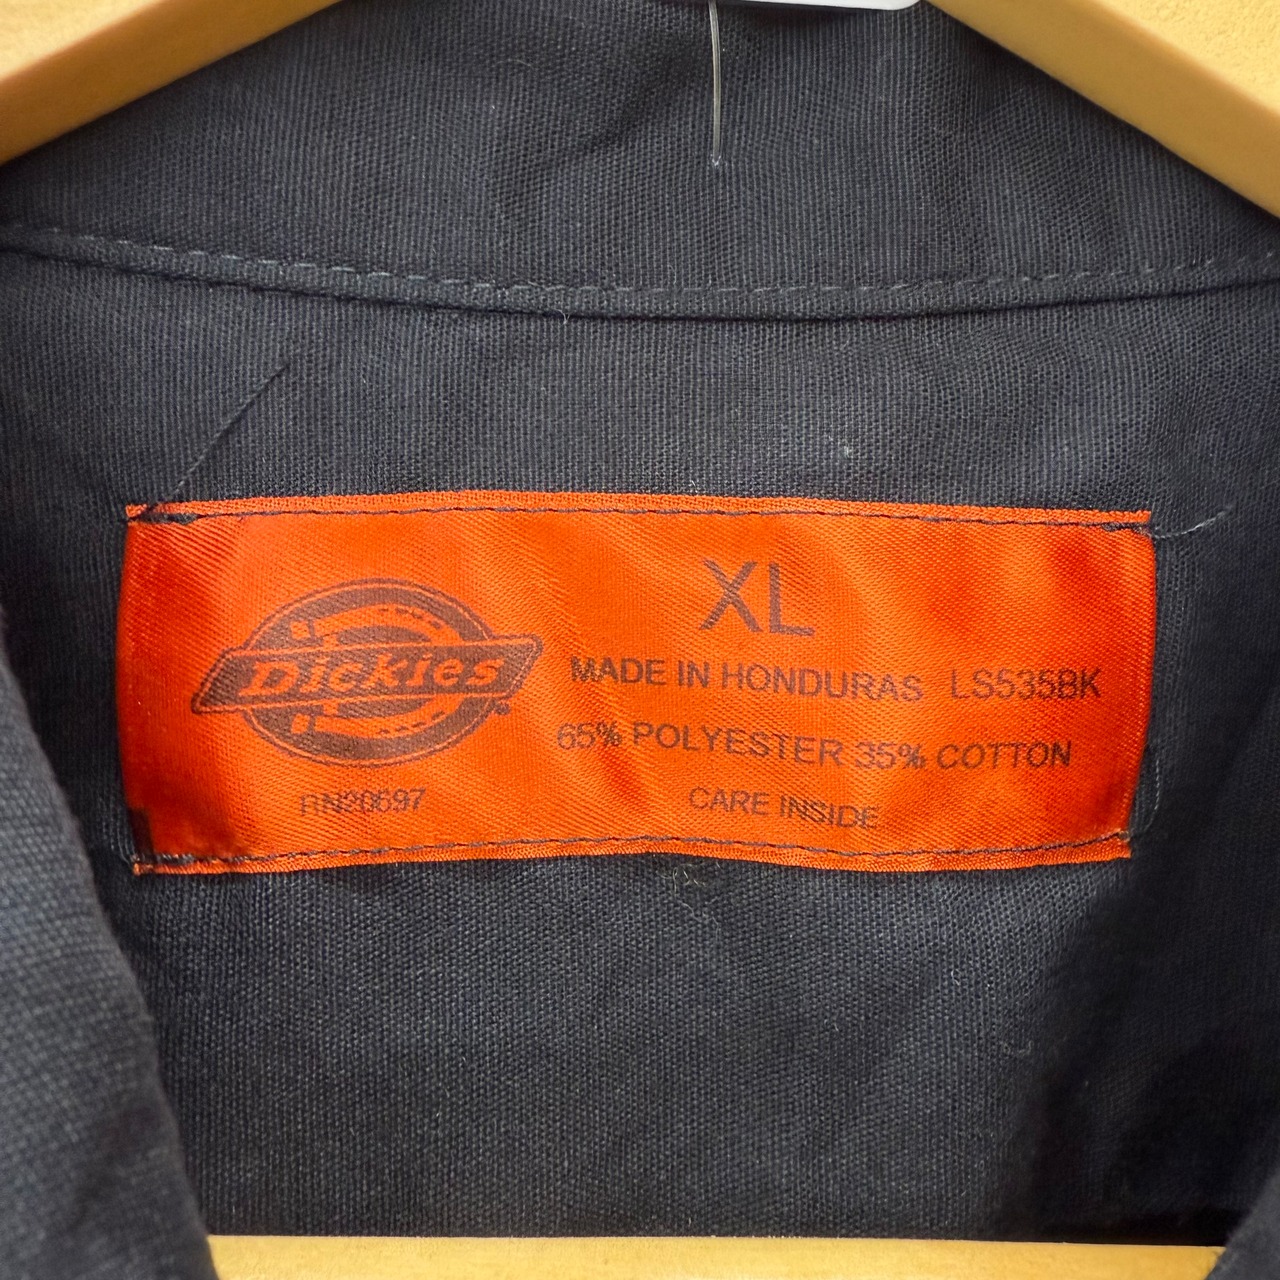 XL
Dickies
MADE IN HONDURAS LS535BK
65% POLYESTER 35% COTTON
RN20697 CARE INSIDE